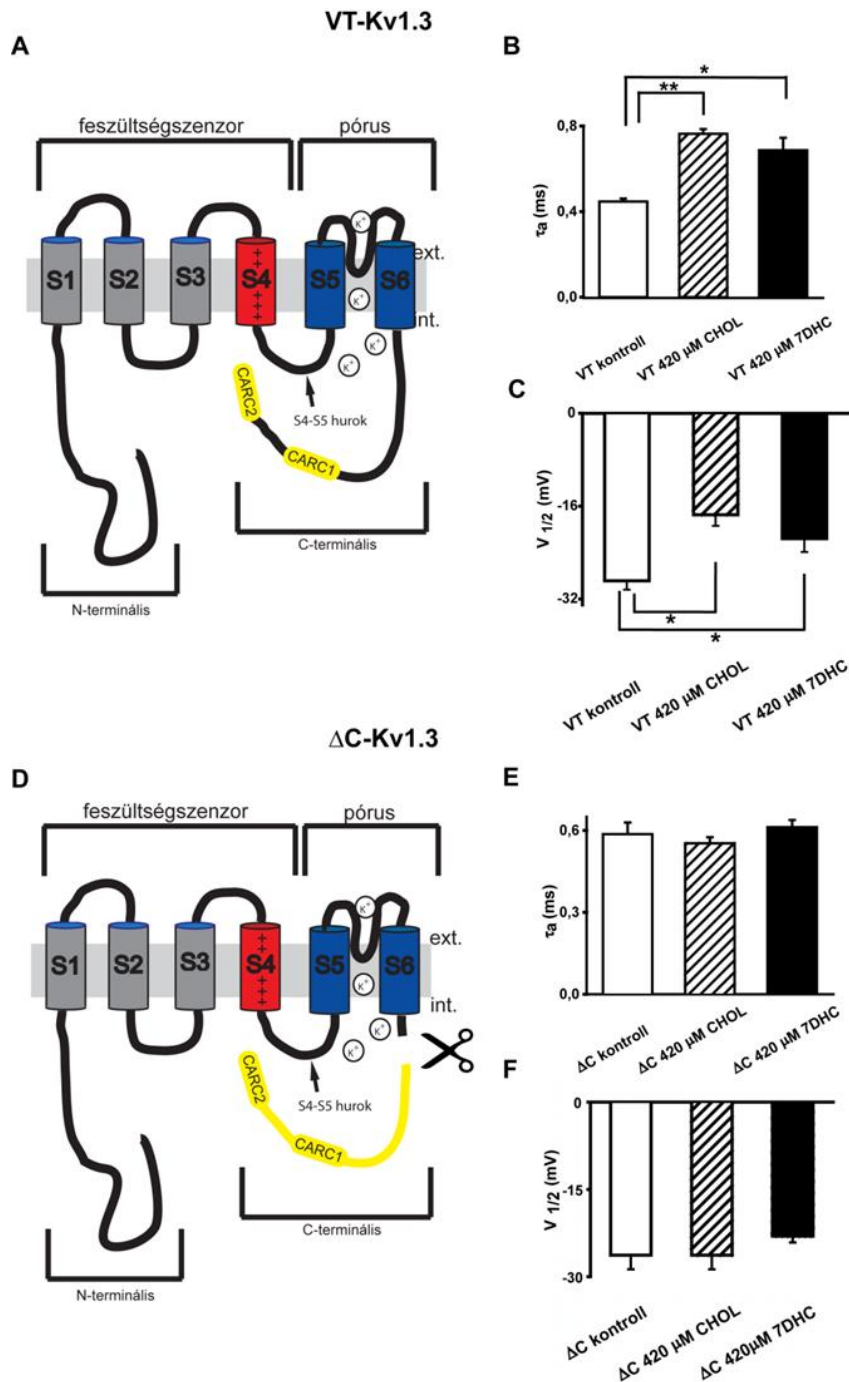 VT-Kv1.3
A
feszültségszenzor
pórus
S1
S2
S3
S4
++++
S5
S6
K+
K+
K+
K+
ext.
int.
CARC2
CARC1
S4-S5 hurok
C-terminális
N-terminális
B
*
**
τa (ms)
0,8
0,4
0,0
VT kontroll
VT 420 µM CHOL
VT 420 µM 7DHC
C
V 1/2 (mV)
0
-16
-32
*
*
VT kontroll
VT 420 µM CHOL
VT 420 µM 7DHC
ΔC-Kv1.3
D
feszültségszenzor
pórus
S1
S2
S3
S4
++++
S5
S6
K+
K+
K+
K+
ext.
int.
CARC2
CARC1
S4-S5 hurok
C-terminális
N-terminális
E
τa (ms)
0,6
0,3
0,0
ΔC kontroll
ΔC 420 µM CHOL
ΔC 420 µM 7DHC
F
V 1/2 (mV)
0
-15
-30
ΔC kontroll
ΔC 420 µM CHOL
ΔC 420µM 7DHC